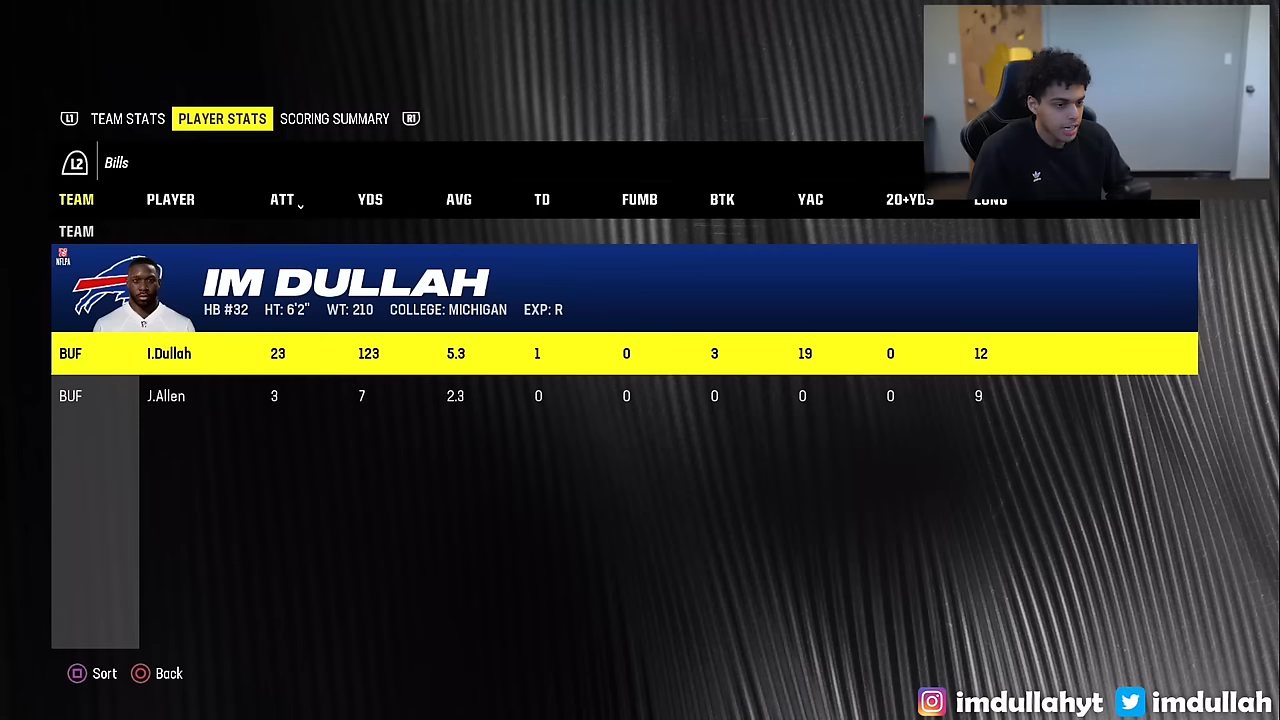 L1 TEAM STATS PLAYER STATS SCORING SUMMARY R1
L2 Bills
TEAM PLAYER ATT YDS AVG TD FUMB BTK YAC 20+YDS LONG
TEAM
NFLPA
IM DULLAH
HB #32 HT: 6'2" WT: 210 COLLEGE: MICHIGAN EXP: R
BUF I.Dullah 23 123 5.3 1 0 3 19 0 12
BUF J.Allen 3 7 2.3 0 0 0 0 0 9
Sort Back
imdullahyt imdullah